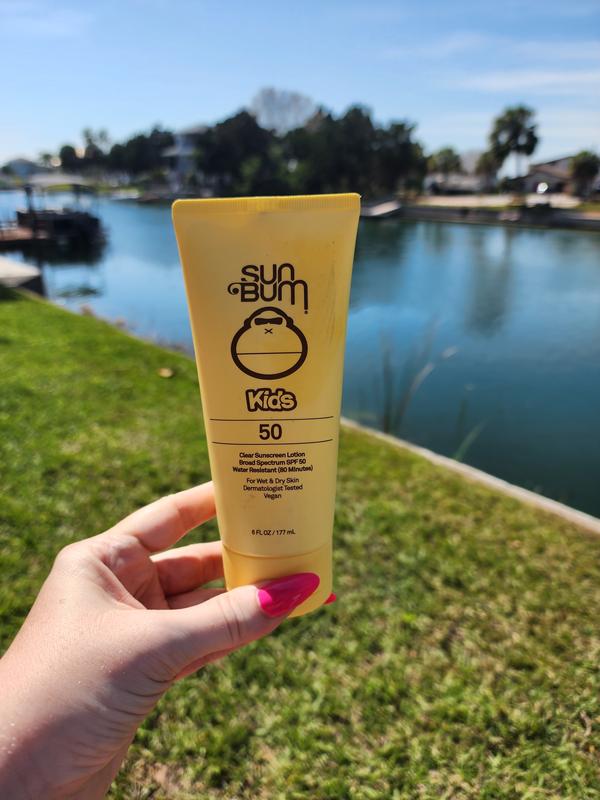 SUN
BUM
Kids
50
Clear Sunscreen Lotion
Broad Spectrum SPF 50
Water Resistant (80 Minutes)
For Wet & Dry Skin
Dermatologist Tested
Vegan
6 FL OZ / 177 mL